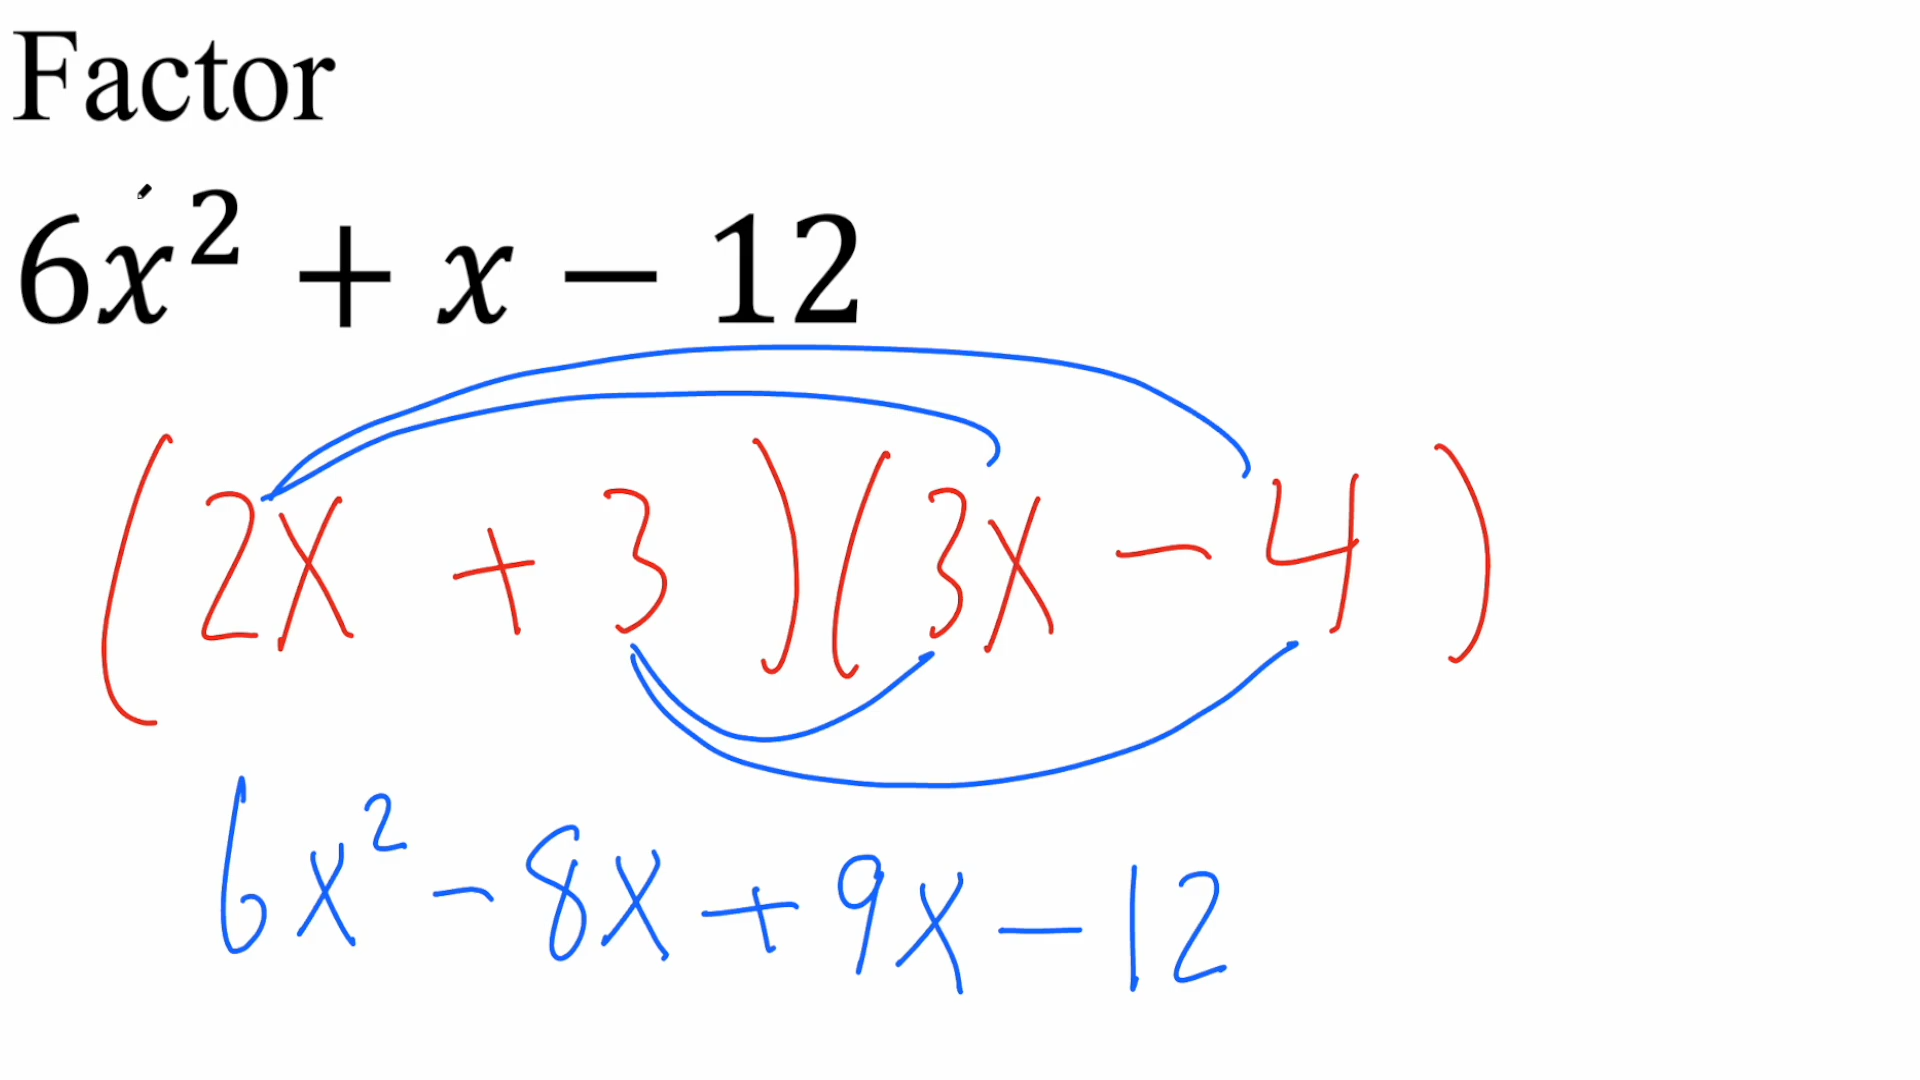 Factor
6x² + x − 12
(2x + 3)(3x − 4)
6x² − 8x + 9x − 12